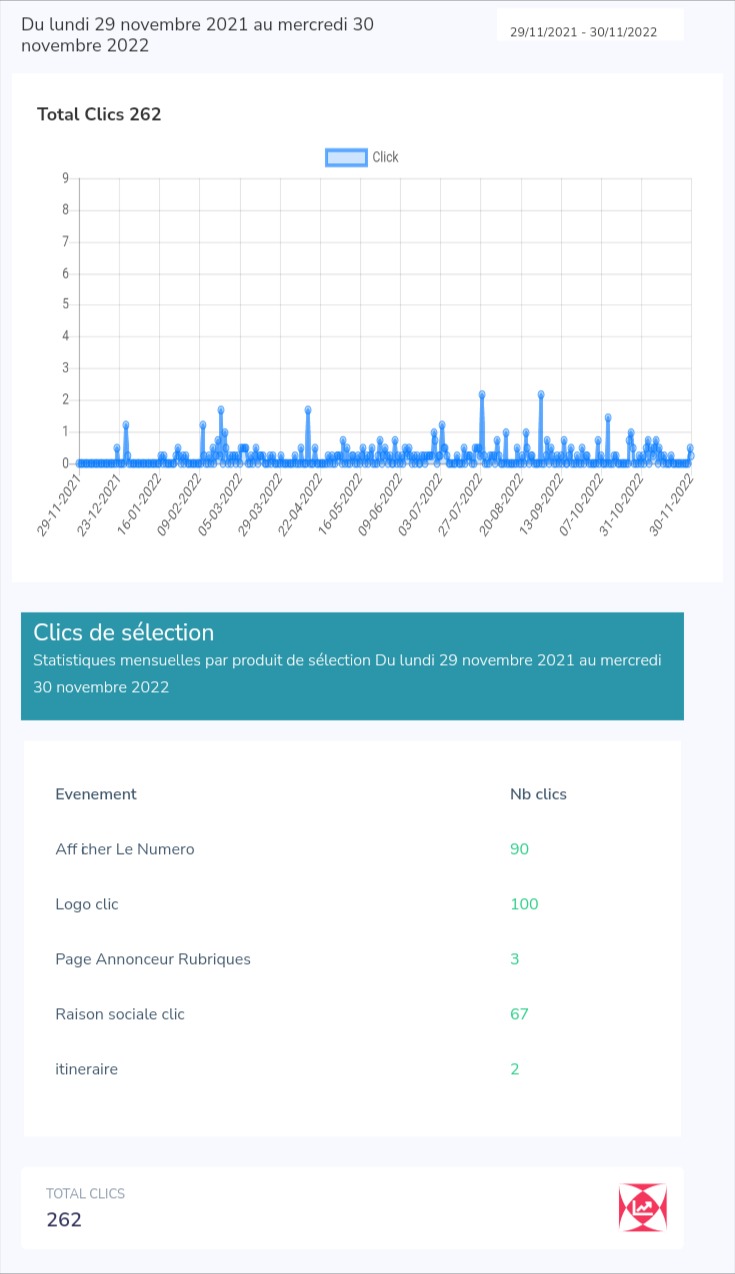 Du lundi 29 novembre 2021 au mercredi 30
novembre 2022
29/11/2021 - 30/11/2022
Total Clics 262
Click
9
8
7
6
5
4
3
2
1
0
29-11-2021
23-12-2021
16-01-2022
09-02-2022
05-03-2022
29-03-2022
22-04-2022
16-05-2022
09-06-2022
03-07-2022
27-07-2022
20-08-2022
13-09-2022
07-10-2022
31-10-2022
30-11-2022
Clics de sélection
Statistiques mensuelles par produit de sélection Du lundi 29 novembre 2021 au mercredi
30 novembre 2022
Evenement Nb clics
Afficher Le Numero 90
Logo clic 100
Page Annonceur Rubriques 3
Raison sociale clic 67
itineraire 2
TOTAL CLICS
262